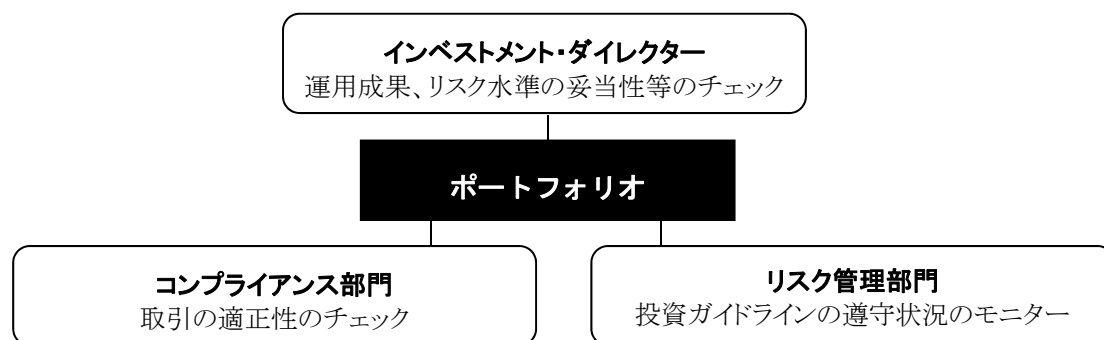 インベストメント・ダイレクター
運用成果、リスク水準の妥当性等のチェック
ポートフォリオ
コンプライアンス部門
取引の適正性のチェック
リスク管理部門
投資ガイドラインの遵守状況のモニター